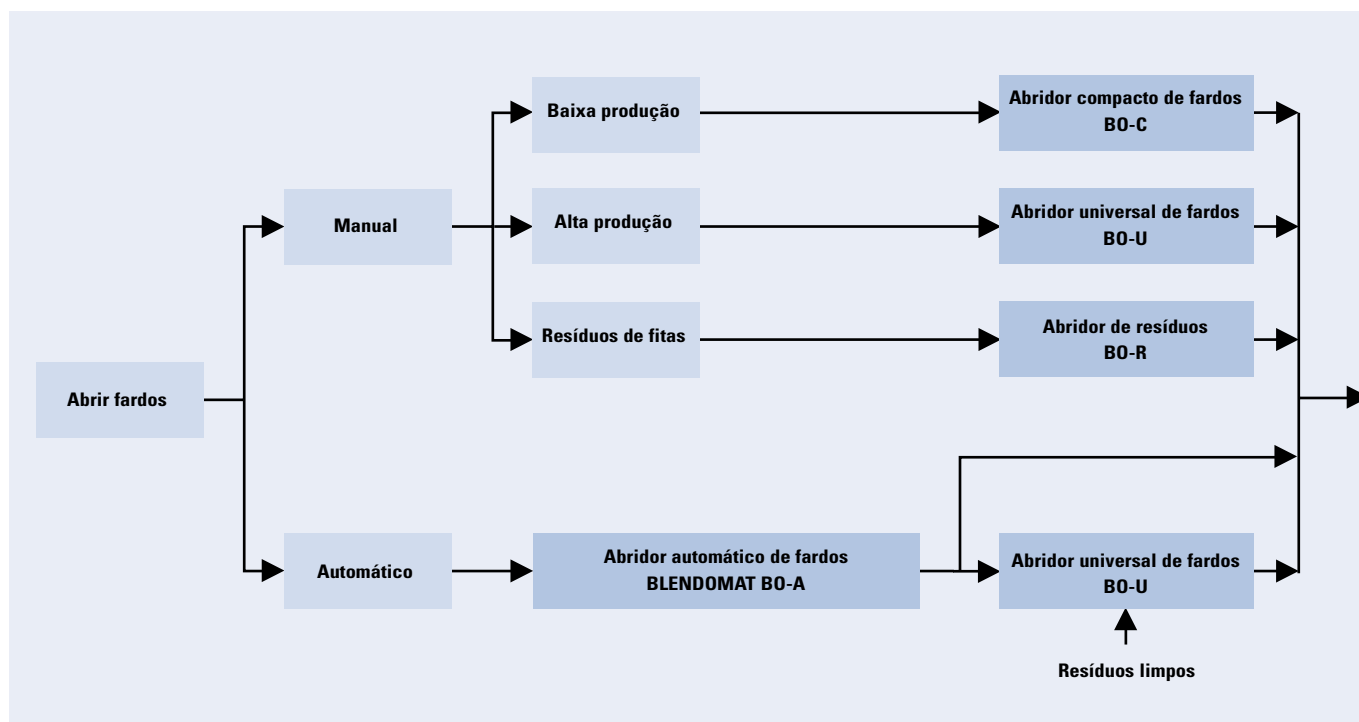 Baixa produção
Abridor compacto de fardos
BO-C
Manual
Alta produção
Abridor universal de fardos
BO-U
Resíduos de fitas
Abridor de resíduos
BO-R
Abrir fardos
Automático
Abridor automático de fardos
BLENDOMAT BO-A
Abridor universal de fardos
BO-U
Resíduos limpos